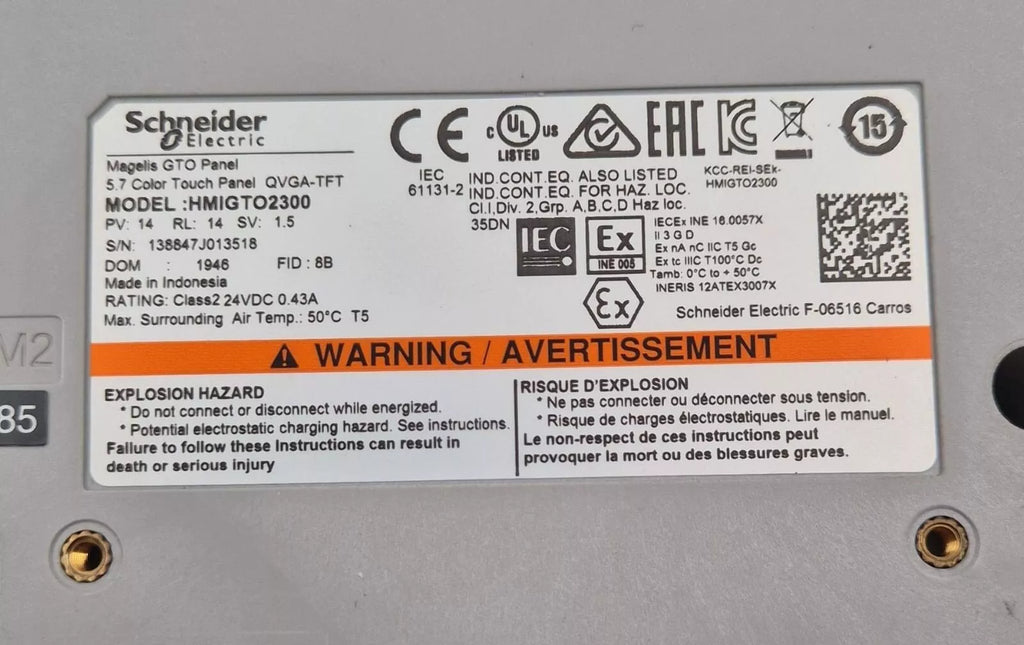 Schneider
Electric
Magelis GTO Panel
5.7 Color Touch Panel QVGA-TFT
MODEL :HMIGTO2300
PV: 14 RL: 14 SV: 1.5
S/N: 138847J013518
DOM : 1946 FID : 8B
Made in Indonesia
RATING: Class2 24VDC 0.43A
Max. Surrounding Air Temp.: 50°C T5
CE
IEC
61131-2
c UL us
LISTED
IND.CONT.EQ. ALSO LISTED
IND.CONT.EQ. FOR HAZ. LOC.
Cl.I,Div. 2,Grp. A,B,C,D Haz loc.
35DN
EAC
KC
KCC-REI-SEk-
HMIGTO2300
15
IEC
Ex
INE 005
IECEx INE 16.0057X
II 3 G D
Ex nA nC IIC T5 Gc
Ex tc IIIC T100°C Dc
Tamb: 0°C to + 50°C
INERIS 12ATEX3007X
Ex
Schneider Electric F-06516 Carros
WARNING / AVERTISSEMENT
EXPLOSION HAZARD
* Do not connect or disconnect while energized.
* Potential electrostatic charging hazard. See instructions.
Failure to follow these Instructions can result in
death or serious injury
RISQUE D'EXPLOSION
* Ne pas connecter ou déconnecter sous tension.
* Risque de charges électrostatiques. Lire le manuel.
Le non-respect de ces instructions peut
provoquer la mort ou des blessures graves.
M2
85